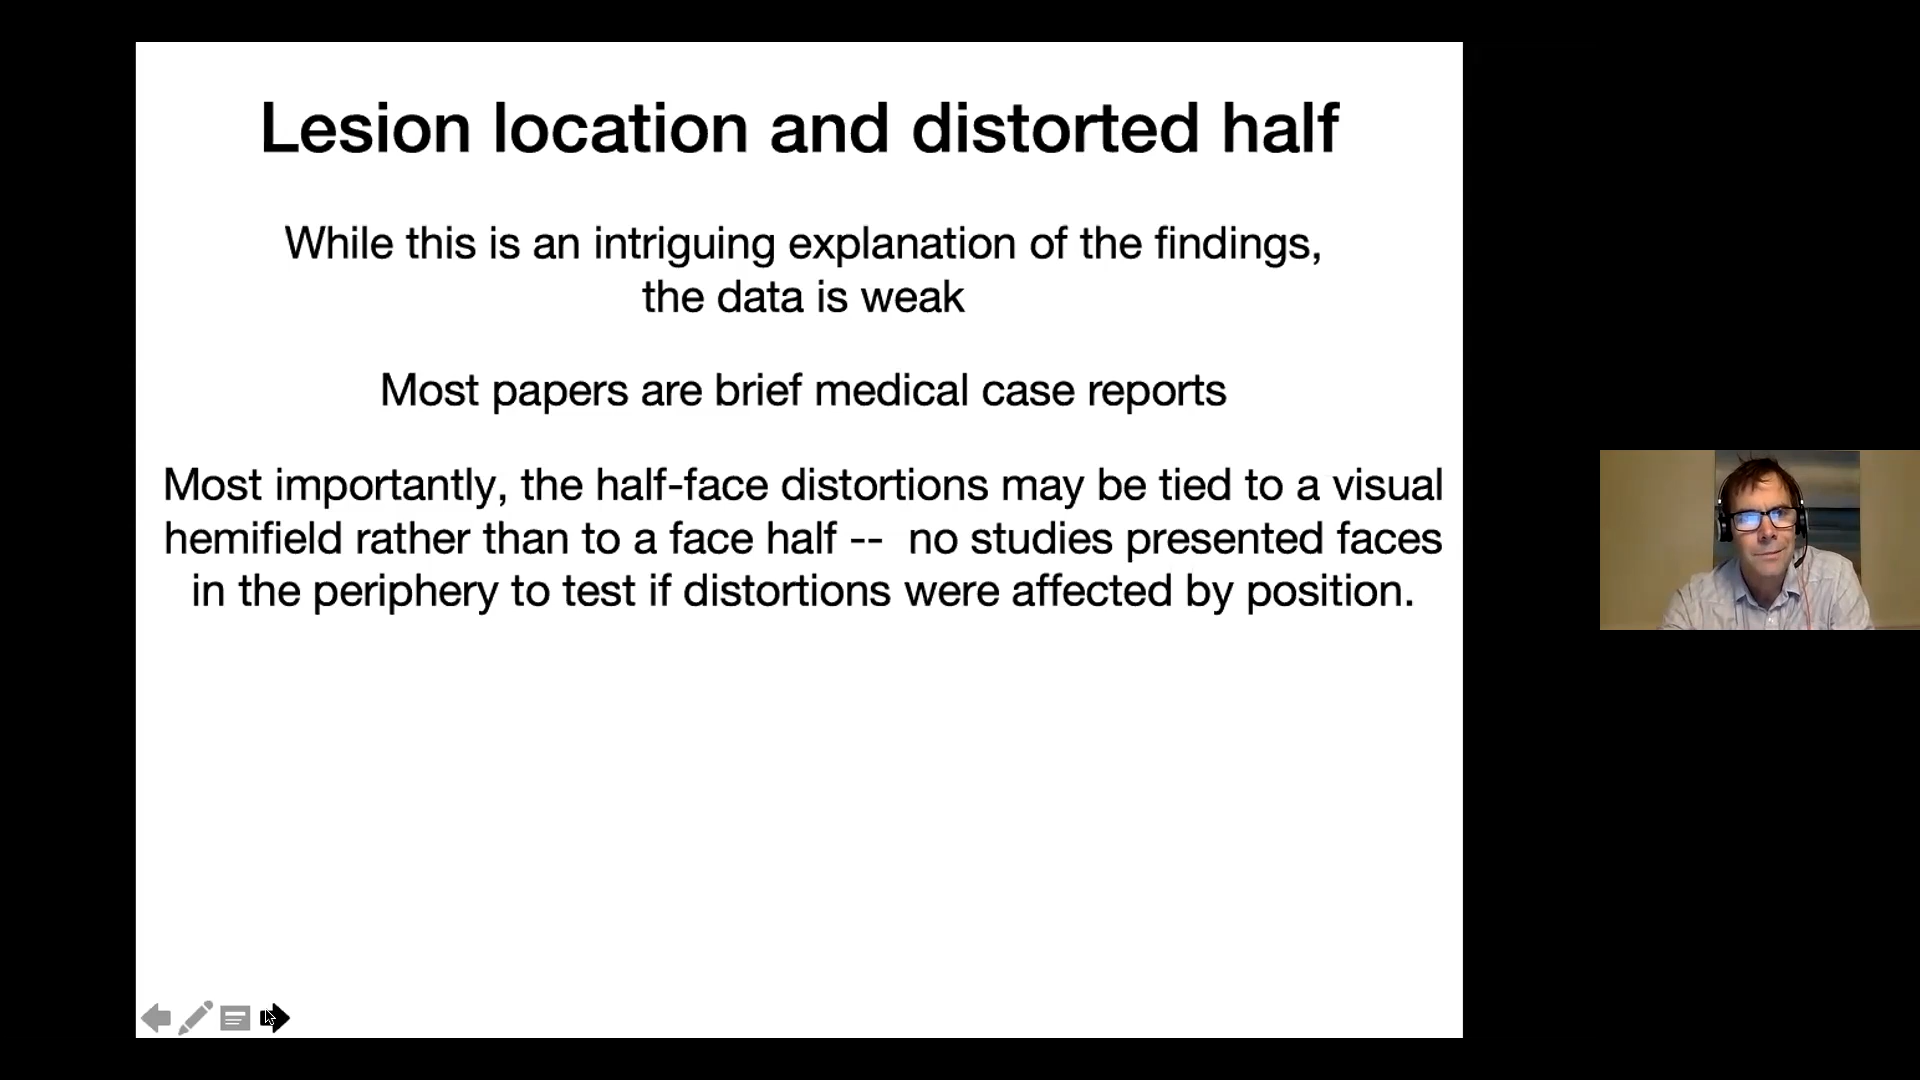 Lesion location and distorted half
While this is an intriguing explanation of the findings,
the data is weak
Most papers are brief medical case reports
Most importantly, the half-face distortions may be tied to a visual
hemifield rather than to a face half -- no studies presented faces
in the periphery to test if distortions were affected by position.